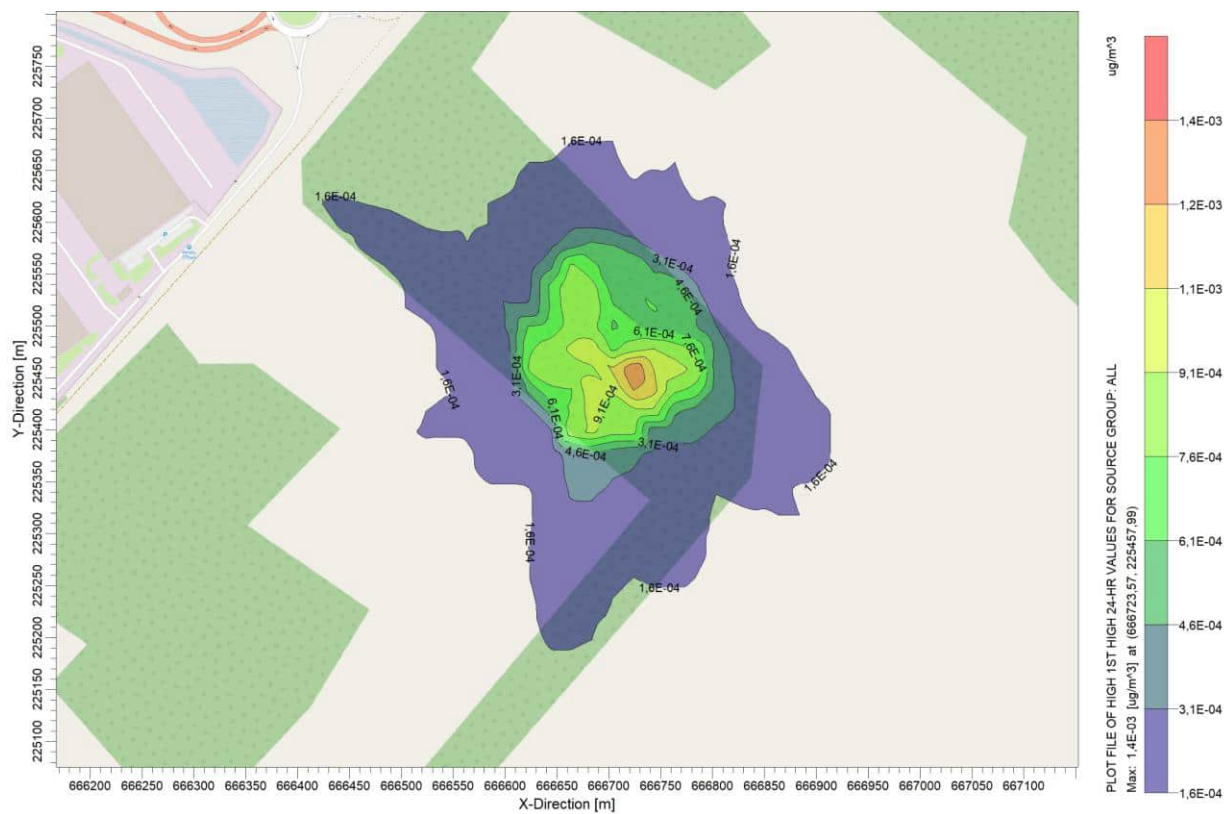 ug/m^3
1,4E-03
1,2E-03
1,1E-03
9,1E-04
7,6E-04
6,1E-04
4,6E-04
3,1E-04
1,6E-04
PLOT FILE OF HIGH 1ST HIGH 24-HR VALUES FOR SOURCE GROUP: ALL
Max: 1,4E-03 [ug/m^3] at (666723,57, 225457,99)
1,6E-04
1,6E-04
1,6E-04
3,1E-04
4,6E-04
6,1E-04
7,6E-04
3,1E-04
1,6E-04
9,1E-04
6,1E-04
3,1E-04
4,6E-04
1,6E-04
1,6E-04
1,6E-04
Y-Direction [m]
225750
225700
225650
225600
225550
225500
225450
225400
225350
225300
225250
225200
225150
225100
666200 666250 666300 666350 666400 666450 666500 666550 666600 666650 666700 666750 666800 666850 666900 666950 667000 667050 667100
X-Direction [m]